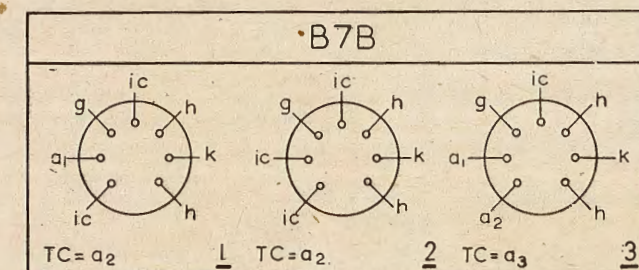 B7B
ic
g h
a₁ k
ic h
TC=a₂ 1
ic
g h
ic k
ic h
TC=a₂. 2
ic
g h
a₁ k
a₂ h
TC=a₃ 3